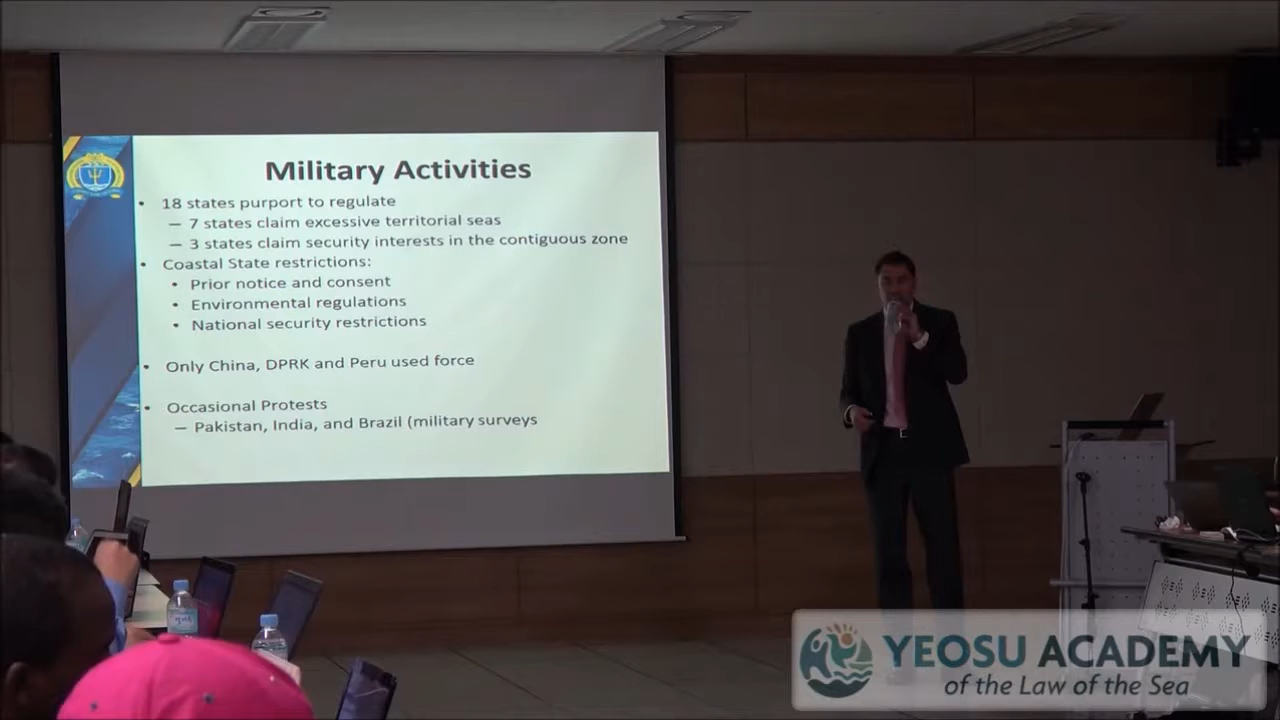 Military Activities
• 18 states purport to regulate
– 7 states claim excessive territorial seas
– 3 states claim security interests in the contiguous zone
• Coastal State restrictions:
• Prior notice and consent
• Environmental regulations
• National security restrictions
• Only China, DPRK and Peru used force
• Occasional Protests
– Pakistan, India, and Brazil (military surveys
YEOSU ACADEMY
of the Law of the Sea